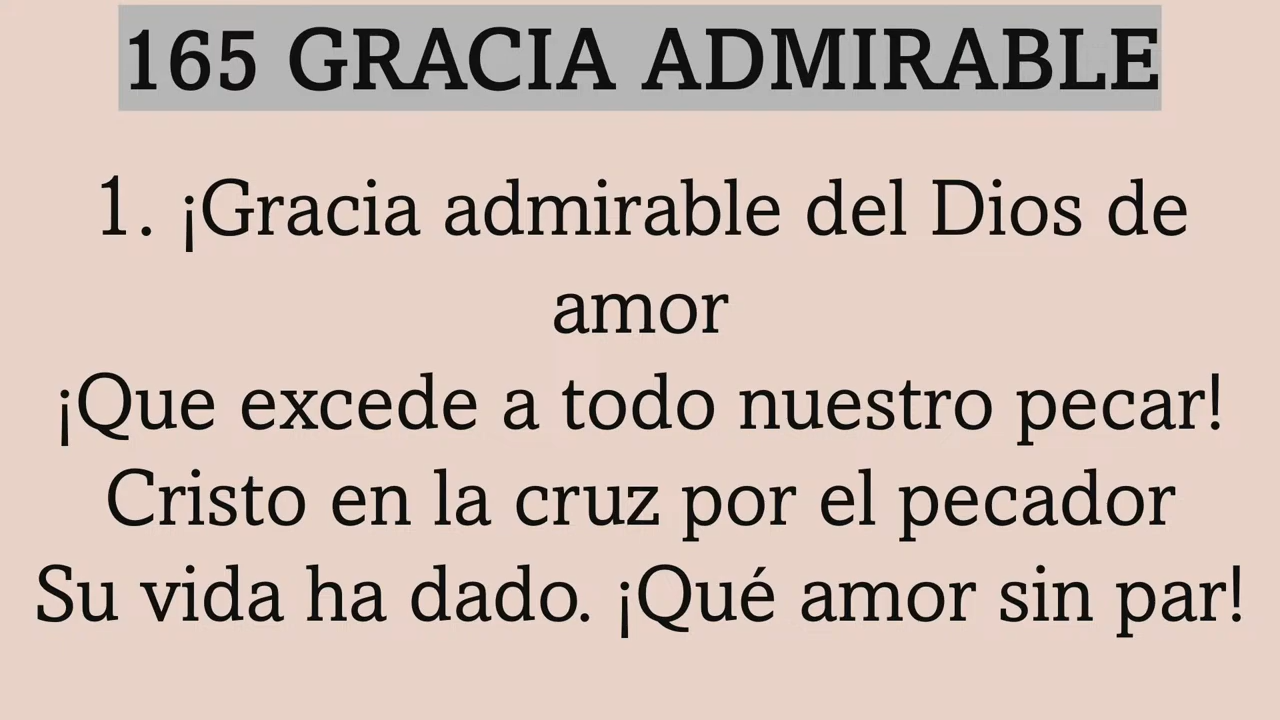 165 GRACIA ADMIRABLE
1. ¡Gracia admirable del Dios de
amor
¡Que excede a todo nuestro pecar!
Cristo en la cruz por el pecador
Su vida ha dado. ¡Qué amor sin par!